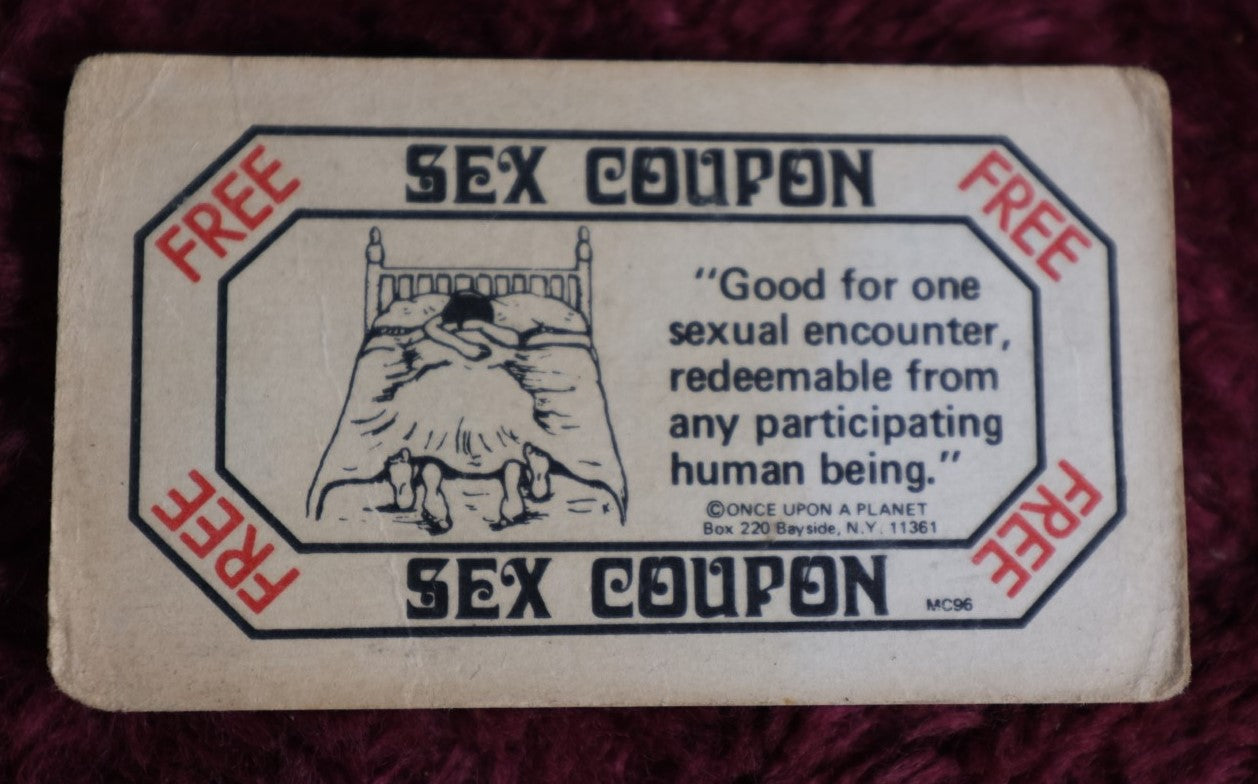 SEX COUPON
FREE
FREE
"Good for one
sexual encounter,
redeemable from
any participating
human being."
©ONCE UPON A PLANET
Box 220 Bayside, N.Y. 11361
FREE
FREE
SEX COUPON
MC96